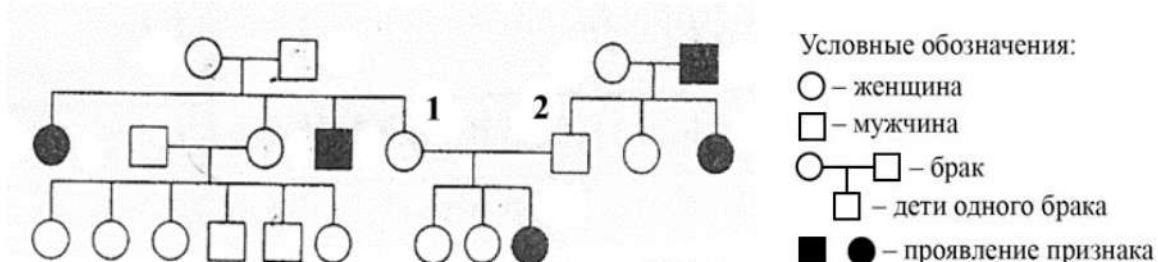 1
2
Условные обозначения:
– женщина
– мужчина
– брак
– дети одного брака
– проявление признака